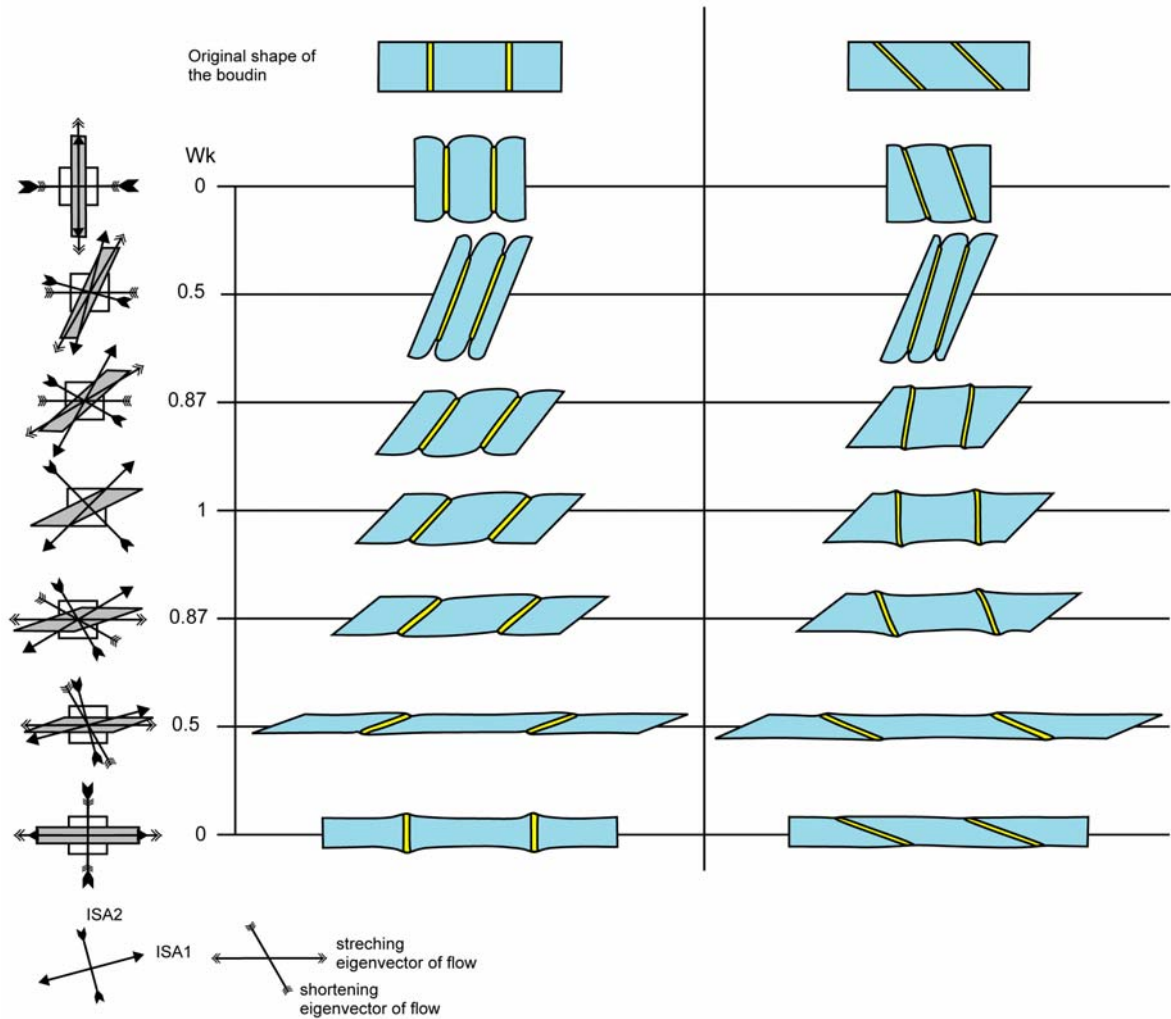 Original shape of
the boudin
Wk
0
0.5
0.87
1
0.87
0.5
0
ISA2
ISA1
streching
eigenvector of flow
shortening
eigenvector of flow